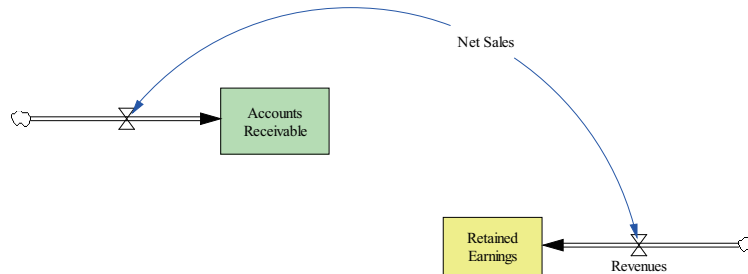 Net Sales
Accounts
Receivable
Retained
Earnings
Revenues